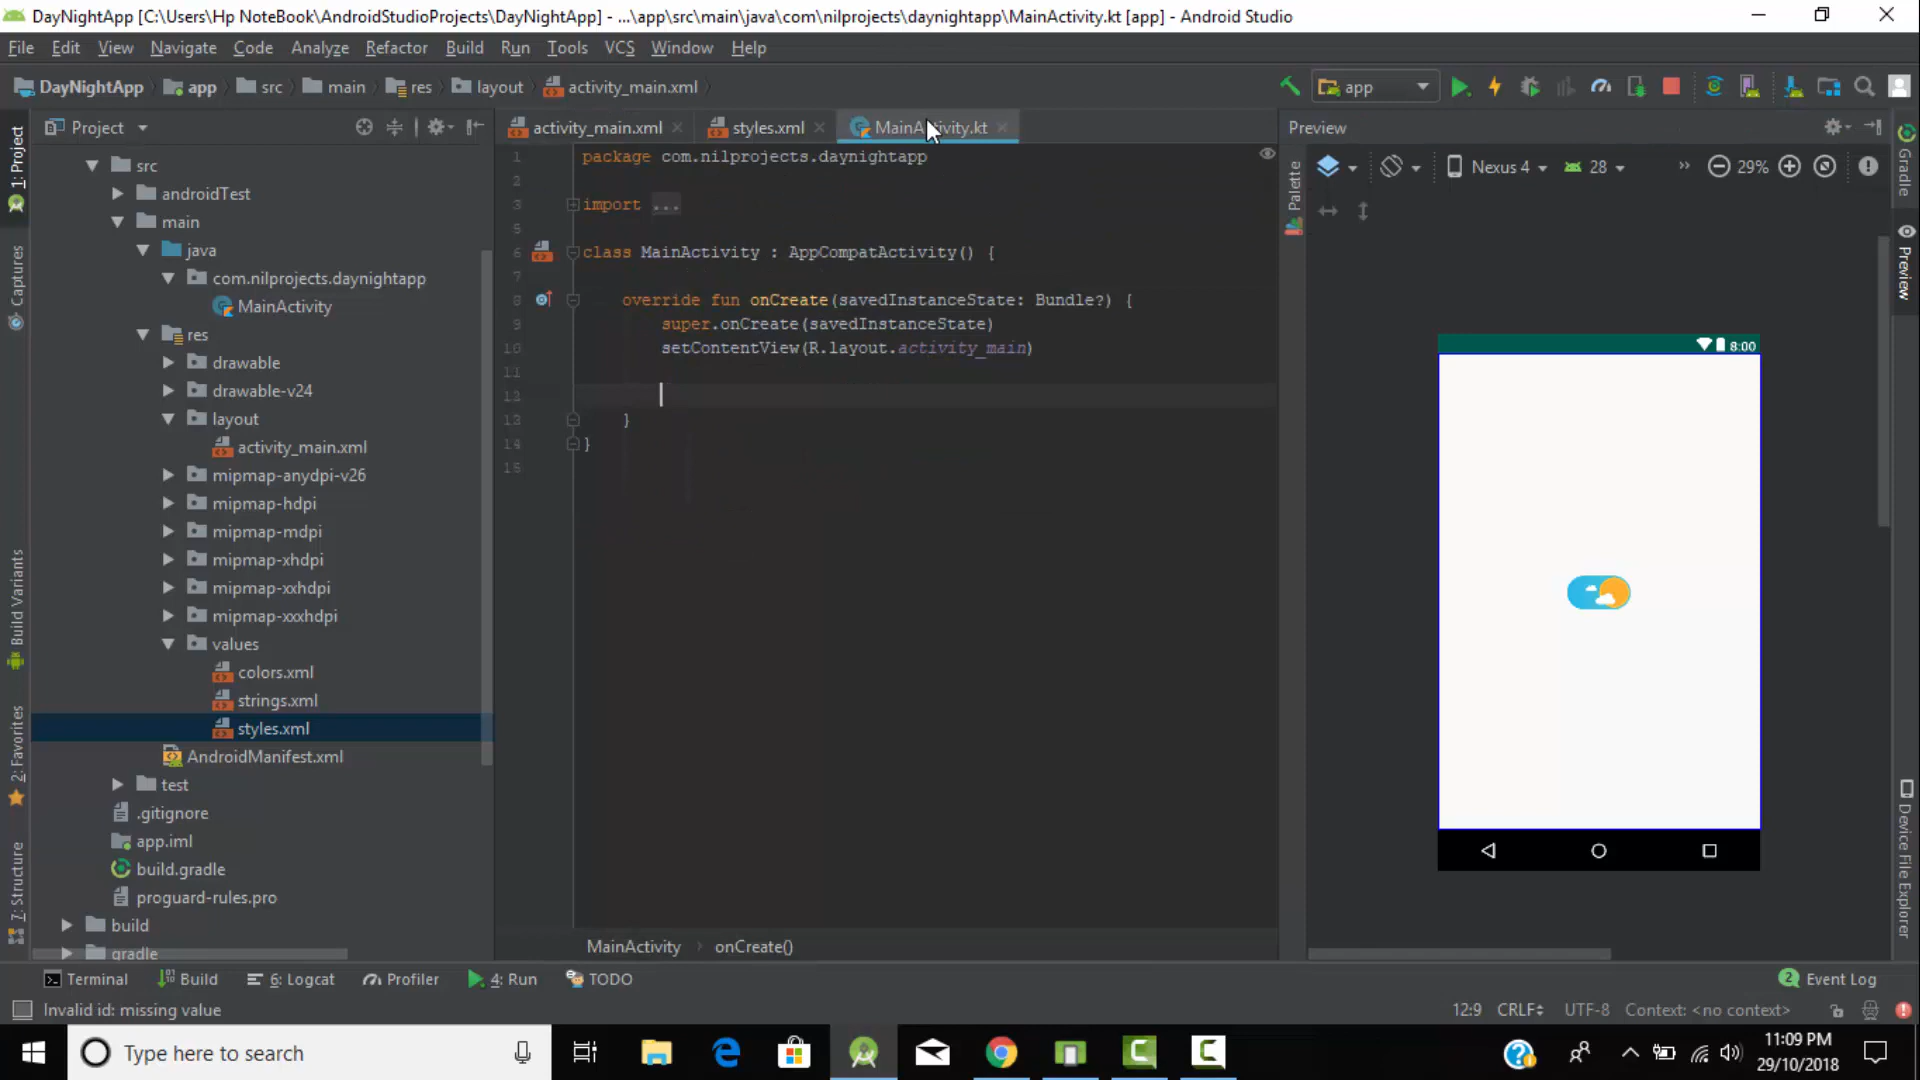 DayNightApp [C:\Users\Hp NoteBook\AndroidStudioProjects\DayNightApp] - ...\app\src\main\java\com\nilprojects\daynightapp\MainActivity.kt [app] - Android Studio
File Edit View Navigate Code Analyze Refactor Build Run Tools VCS Window Help
DayNightApp app src main res layout activity_main.xml
app
Project
activity_main.xml
styles.xml
MainActivity.kt
Preview
1: Project
Captures
Build Variants
2: Favorites
7: Structure
src
androidTest
main
java
com.nilprojects.daynightapp
MainActivity
res
drawable
drawable-v24
layout
activity_main.xml
mipmap-anydpi-v26
mipmap-hdpi
mipmap-mdpi
mipmap-xhdpi
mipmap-xxhdpi
mipmap-xxxhdpi
values
colors.xml
strings.xml
styles.xml
AndroidManifest.xml
test
.gitignore
app.iml
build.gradle
proguard-rules.pro
build
gradle
1 package com.nilprojects.daynightapp
2
3 import ...
5
6 class MainActivity : AppCompatActivity() {
7
8 override fun onCreate(savedInstanceState: Bundle?) {
9 super.onCreate(savedInstanceState)
10 setContentView(R.layout.activity_main)
11
12
13 }
14 }
15
MainActivity onCreate()
Palette
Nexus 4 28 29%
8:00
Gradle
Preview
Device File Explorer
Terminal Build 6: Logcat Profiler 4: Run TODO
2 Event Log
Invalid id: missing value
12:9 CRLF UTF-8 Context: <no context>
Type here to search
11:09 PM
29/10/2018